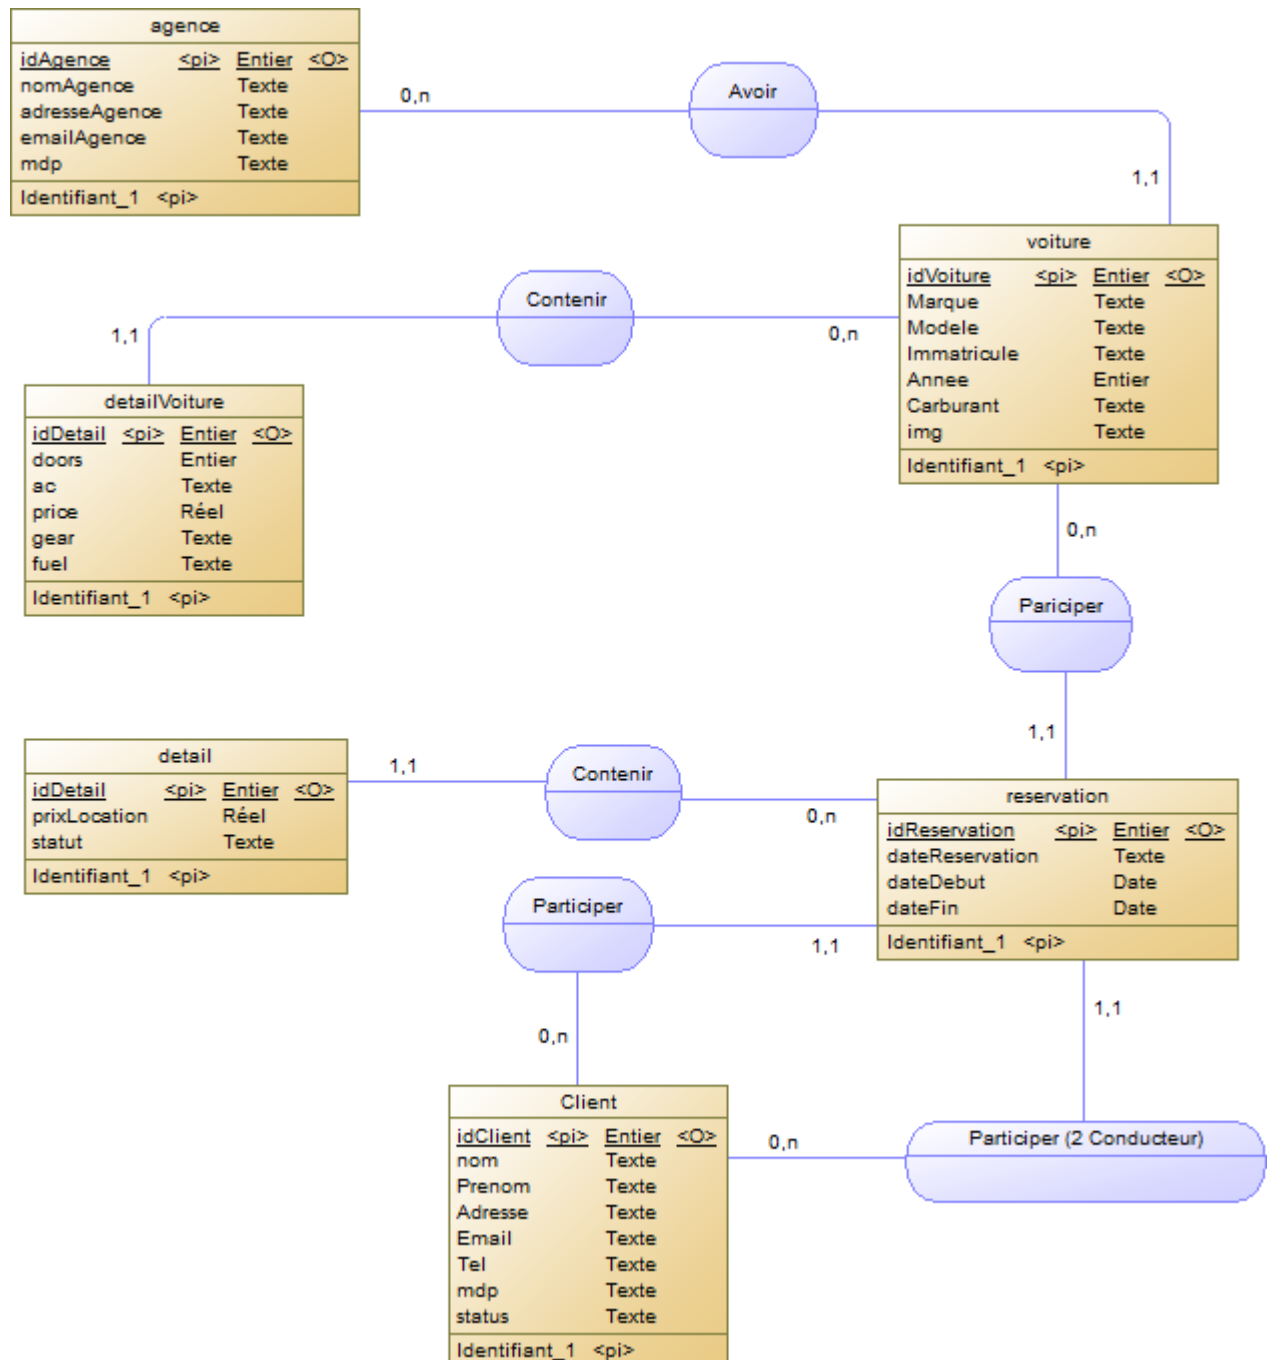 agence
idAgence <pi> Entier <O>
nomAgence Texte
adresseAgence Texte
emailAgence Texte
mdp Texte
Identifiant_1 <pi>
0,n
Avoir
1,1
voiture
idVoiture <pi> Entier <O>
Marque Texte
Modele Texte
Immatricule Texte
Annee Entier
Carburant Texte
img Texte
Identifiant_1 <pi>
Contenir
1,1
0,n
detailVoiture
idDetail <pi> Entier <O>
doors Entier
ac Texte
price Réel
gear Texte
fuel Texte
Identifiant_1 <pi>
0,n
Pariciper
1,1
detail
idDetail <pi> Entier <O>
prixLocation Réel
statut Texte
Identifiant_1 <pi>
1,1
Contenir
0,n
reservation
idReservation <pi> Entier <O>
dateReservation Texte
dateDebut Date
dateFin Date
Identifiant_1 <pi>
Participer
1,1
0,n
1,1
Client
idClient <pi> Entier <O>
nom Texte
Prenom Texte
Adresse Texte
Email Texte
Tel Texte
mdp Texte
status Texte
Identifiant_1 <pi>
0,n
Participer (2 Conducteur)